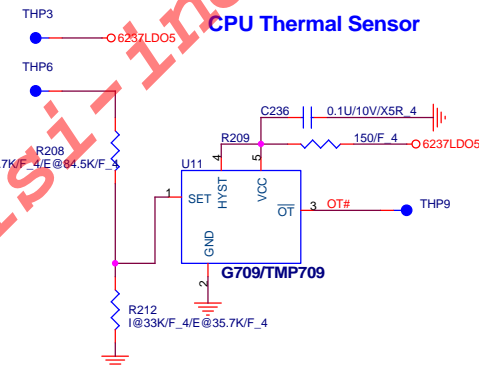 THP3
6237LDO5
CPU Thermal Sensor
THP6
C236
0.1U/10V/X5R_4
R209
150/F_4
6237LDO5
R208
7K/F_4/E@84.5K/F_4
U11
4
5
1
SET
HYST
VCC
OT
3
OT#
THP9
GND
2
G709/TMP709
R212
I@33K/F_4/E@35.7K/F_4